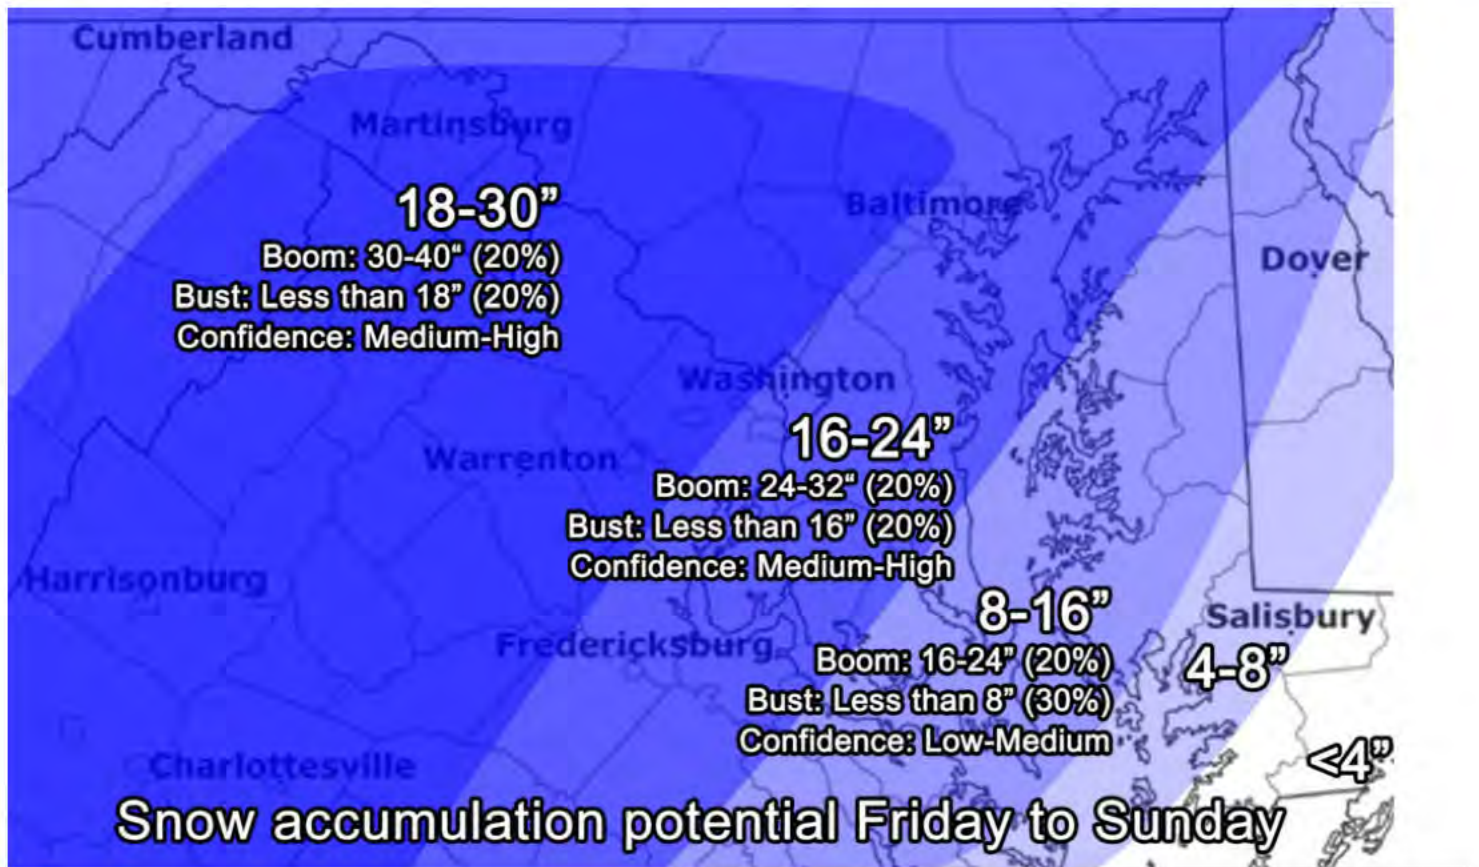 Cumberland
Martinsburg
18-30”
Boom: 30-40“ (20%)
Bust: Less than 18” (20%)
Confidence: Medium-High
Baltimore
Dover
Washington
16-24”
Boom: 24-32“ (20%)
Bust: Less than 16” (20%)
Confidence: Medium-High
Warrenton
Harrisonburg
8-16”
Boom: 16-24” (20%)
Bust: Less than 8” (30%)
Confidence: Low-Medium
Salisbury
4-8”
Fredericksburg
<4”
Charlottesville
Snow accumulation potential Friday to Sunday